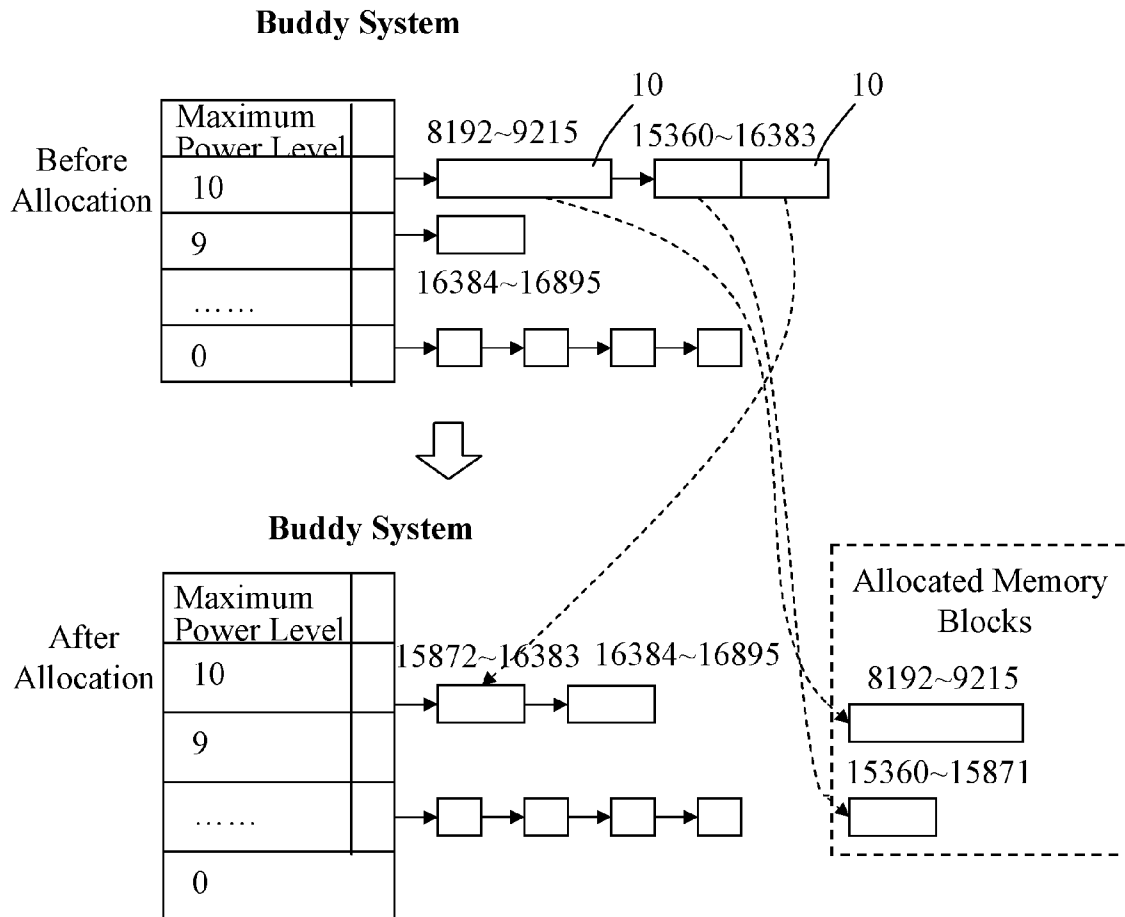 Buddy System
10
10
Maximum
Power Level
8192~9215
15360~16383
Before
Allocation
10
9
16384~16895
......
0
Buddy System
Maximum
Power Level
After
Allocation
10
15872~16383
16384~16895
9
......
0
Allocated Memory
Blocks
8192~9215
15360~15871